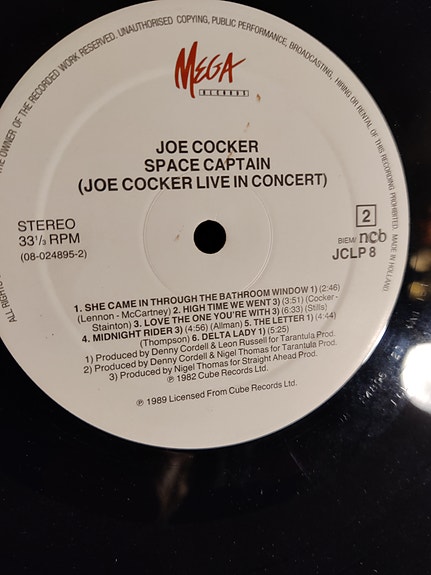 THE OWNER OF THE RECORDED WORK RESERVED. UNAUTHORISED COPYING, PUBLIC PERFORMANCE, BROADCASTING, HIRING OR RENTAL OF THIS RECORDING PROHIBITED. MADE IN HOLLAND
ALL RIGHTS
MEGA
RECORDS
JOE COCKER
SPACE CAPTAIN
(JOE COCKER LIVE IN CONCERT)
STEREO
33 1/3 RPM
(08-024895-2)
2
BIEM/ ncb
JCLP 8
1. SHE CAME IN THROUGH THE BATHROOM WINDOW 1) (2:46)
(Lennon - McCartney) 2. HIGH TIME WE WENT 3) (3:51) (Cocker-
Stainton) 3. LOVE THE ONE YOU'RE WITH 3) (6:33) (Stills)
4. MIDNIGHT RIDER 3) (4:56) (Allman) 5. THE LETTER 1) (4:44)
(Thompson) 6. DELTA LADY 1) (5:25)
1) Produced by Denny Cordell & Leon Russell for Tarantula Prod.
2) Produced by Denny Cordell & Nigel Thomas for Tarantula Prod.
3) Produced by Nigel Thomas for Straight Ahead Prod.
℗ 1982 Cube Records Ltd.
℗ 1989 Licensed From Cube Records Ltd.